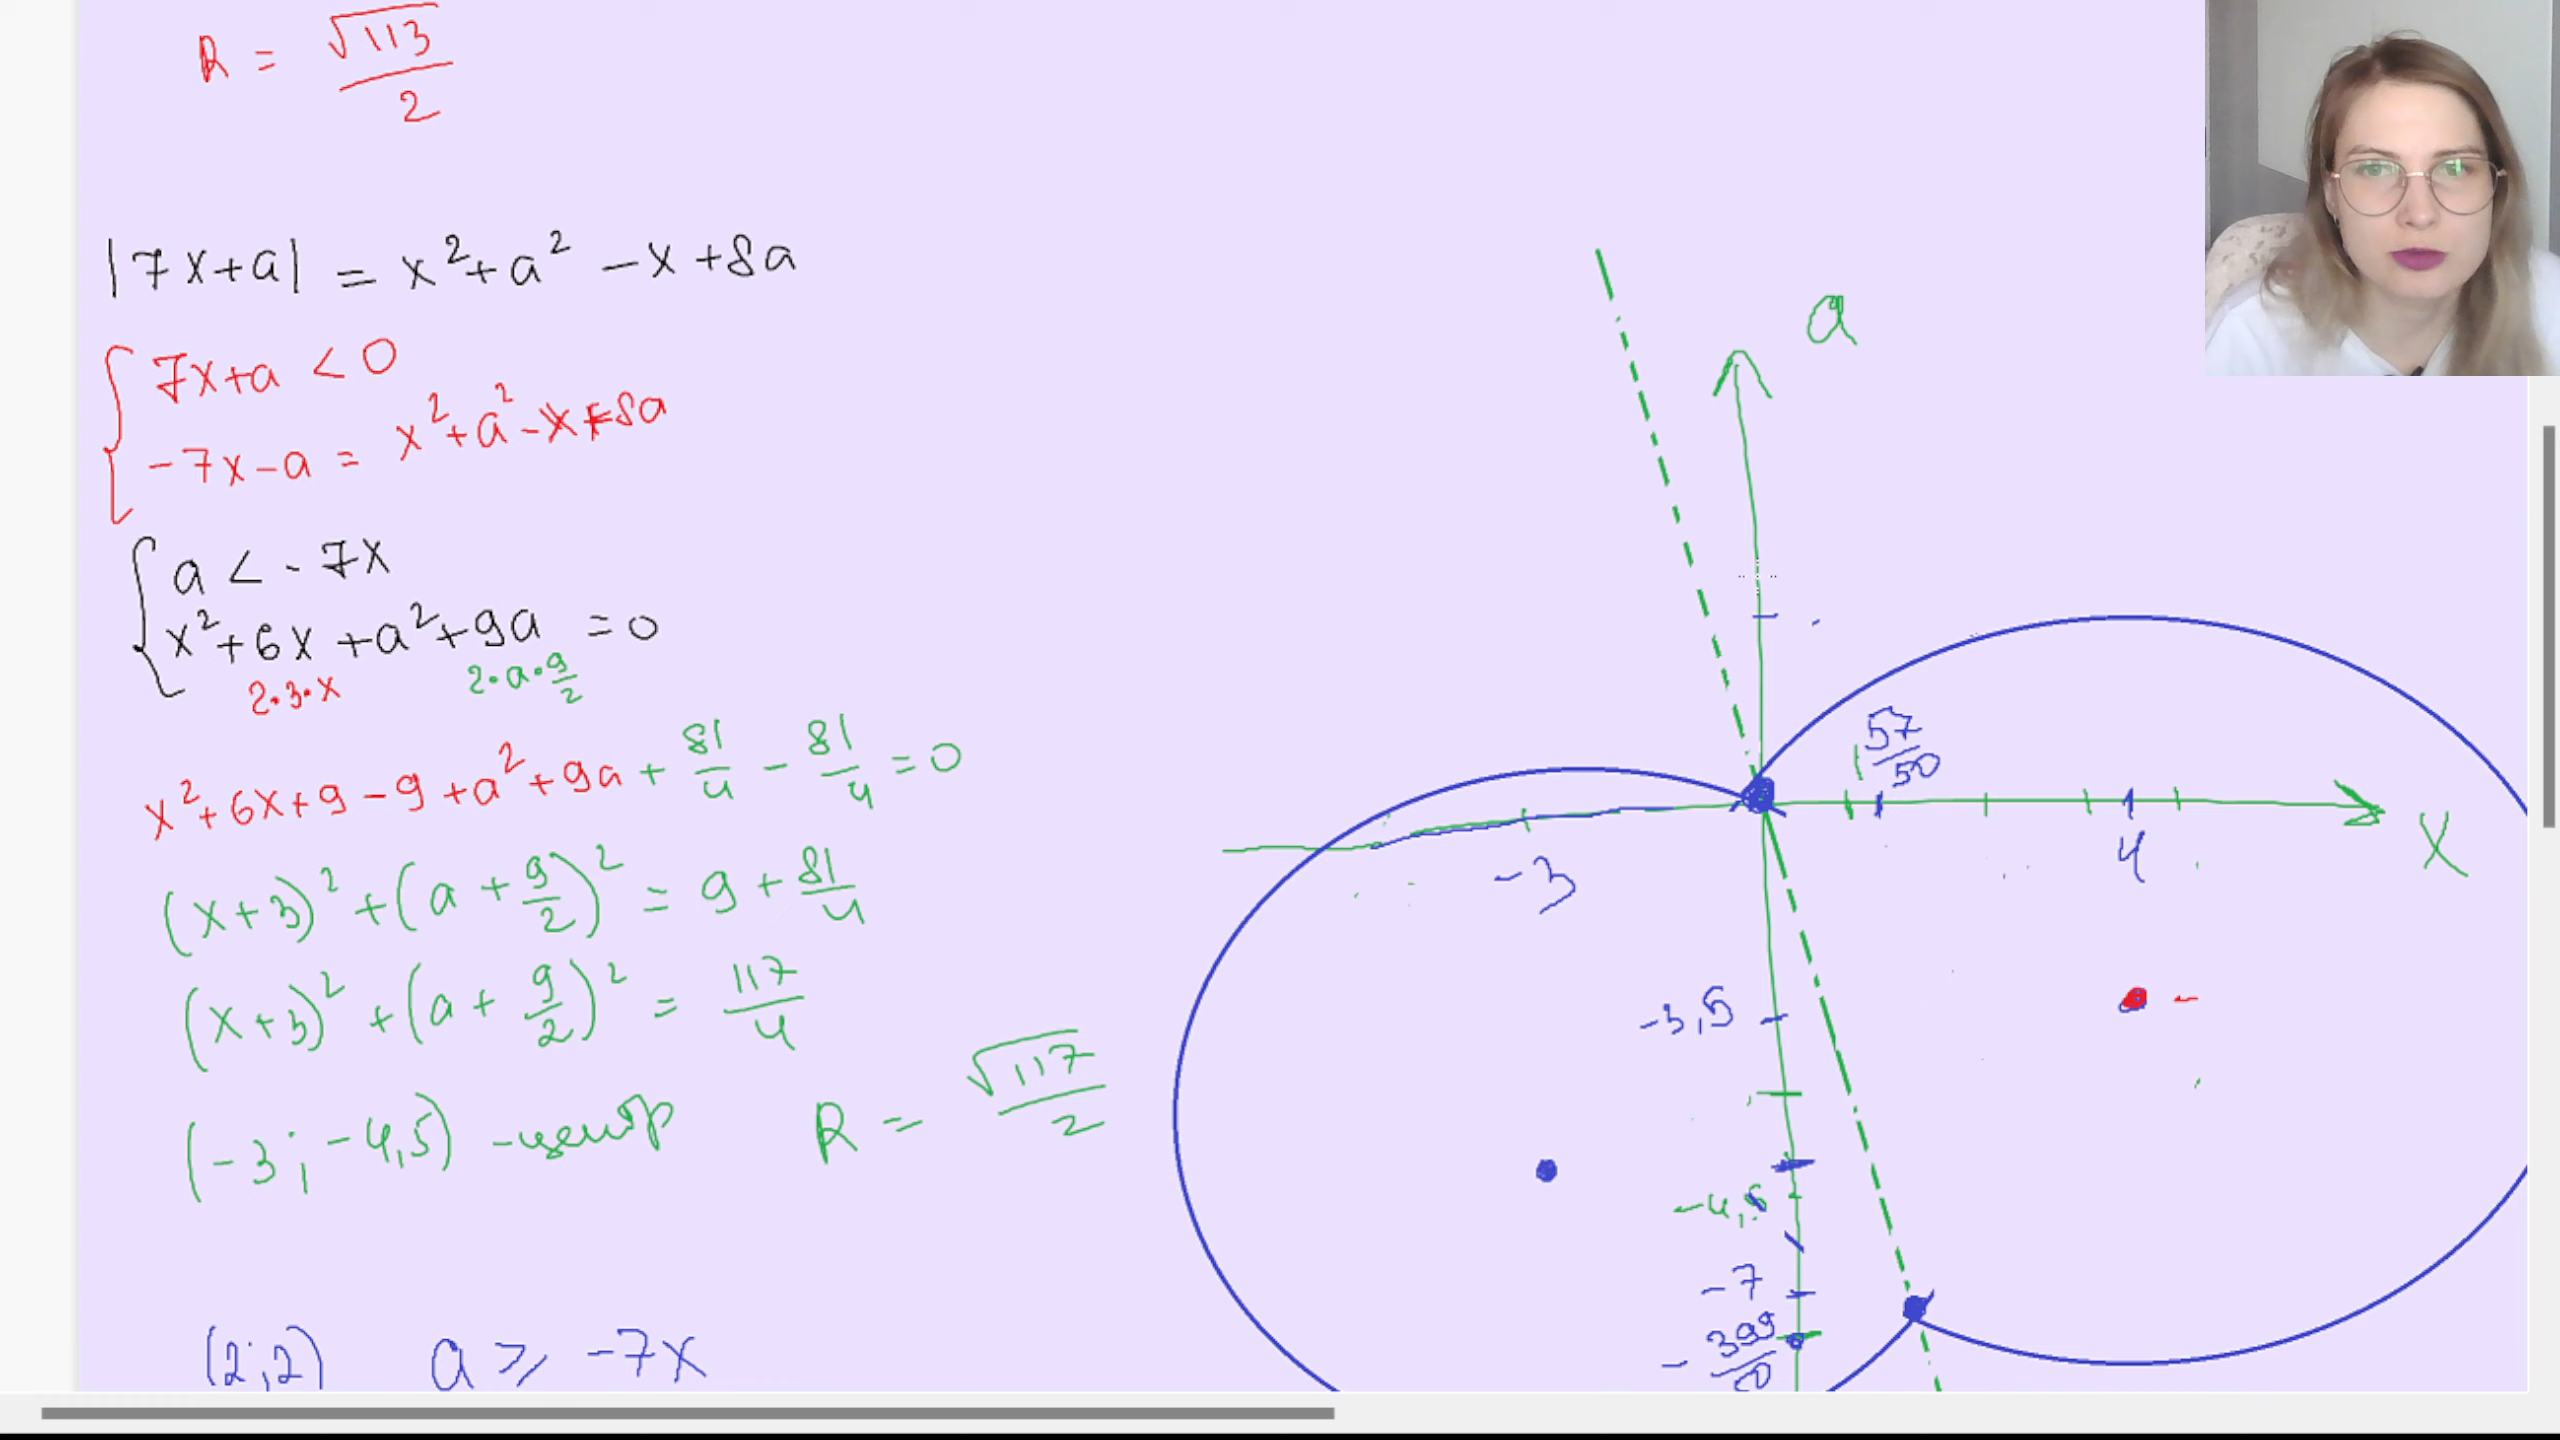 R = √113/2
|7x+a| = x²+a² -x+8a
{ 7x+a < 0
-7x-a = x²+a²-x+8a
{ a < -7x
x²+6x+a²+9a = 0
2•3•x 2•a•9/2
x²+6x+9-9+a²+9a+81/4-81/4=0
(x+3)²+(a+9/2)² = 9+81/4
(x+3)²+(a+9/2)² = 117/4
(-3;-4,5) -центр R = √117/2
(2;2) a ≥ -7x
a
57/50
x
-3
4
-3,5
-4,5
-7
-399/50